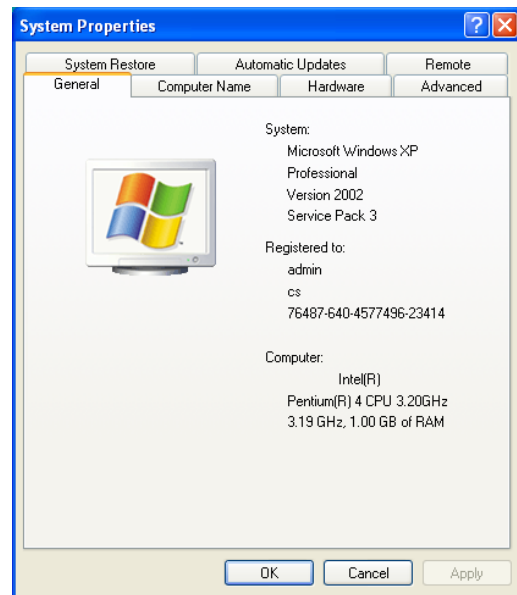 System Properties
System Restore Automatic Updates Remote
General Computer Name Hardware Advanced
System:
Microsoft Windows XP
Professional
Version 2002
Service Pack 3
Registered to:
admin
cs
76487-640-4577496-23414
Computer:
Intel(R)
Pentium(R) 4 CPU 3.20GHz
3.19 GHz, 1.00 GB of RAM
OK Cancel Apply